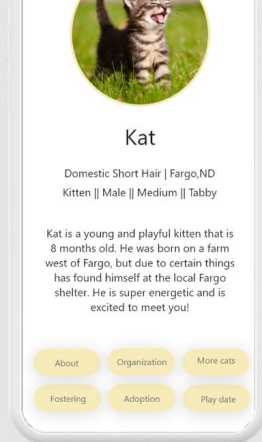 Kat
Domestic Short Hair | Fargo,ND
Kitten || Male || Medium || Tabby
Kat is a young and playful kitten that is
8 months old. He was born on a farm
west of Fargo, but due to certain things
has found himself at the local Fargo
shelter. He is super energetic and is
excited to meet you!
About Organization More cats
Fostering Adoption Play date